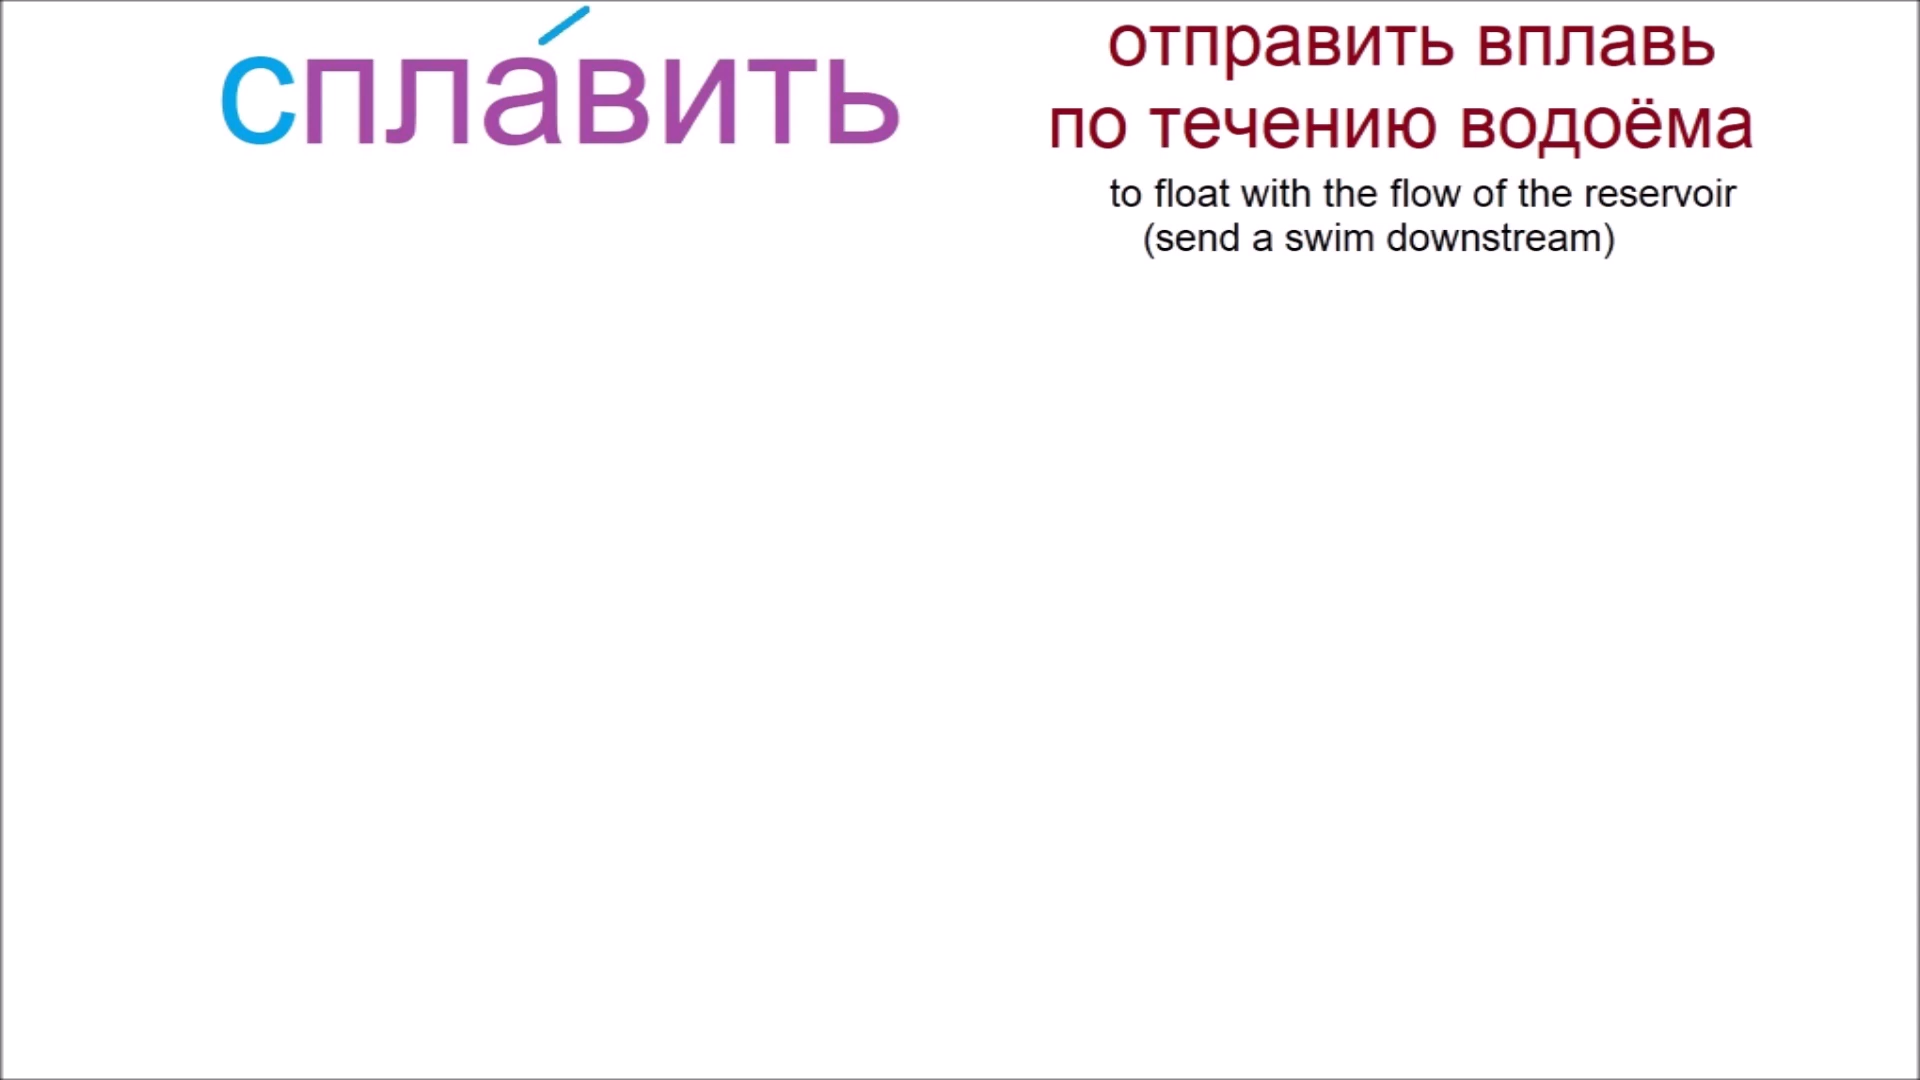 спла́вить
отправить вплавь
по течению водоёма
to float with the flow of the reservoir
(send a swim downstream)